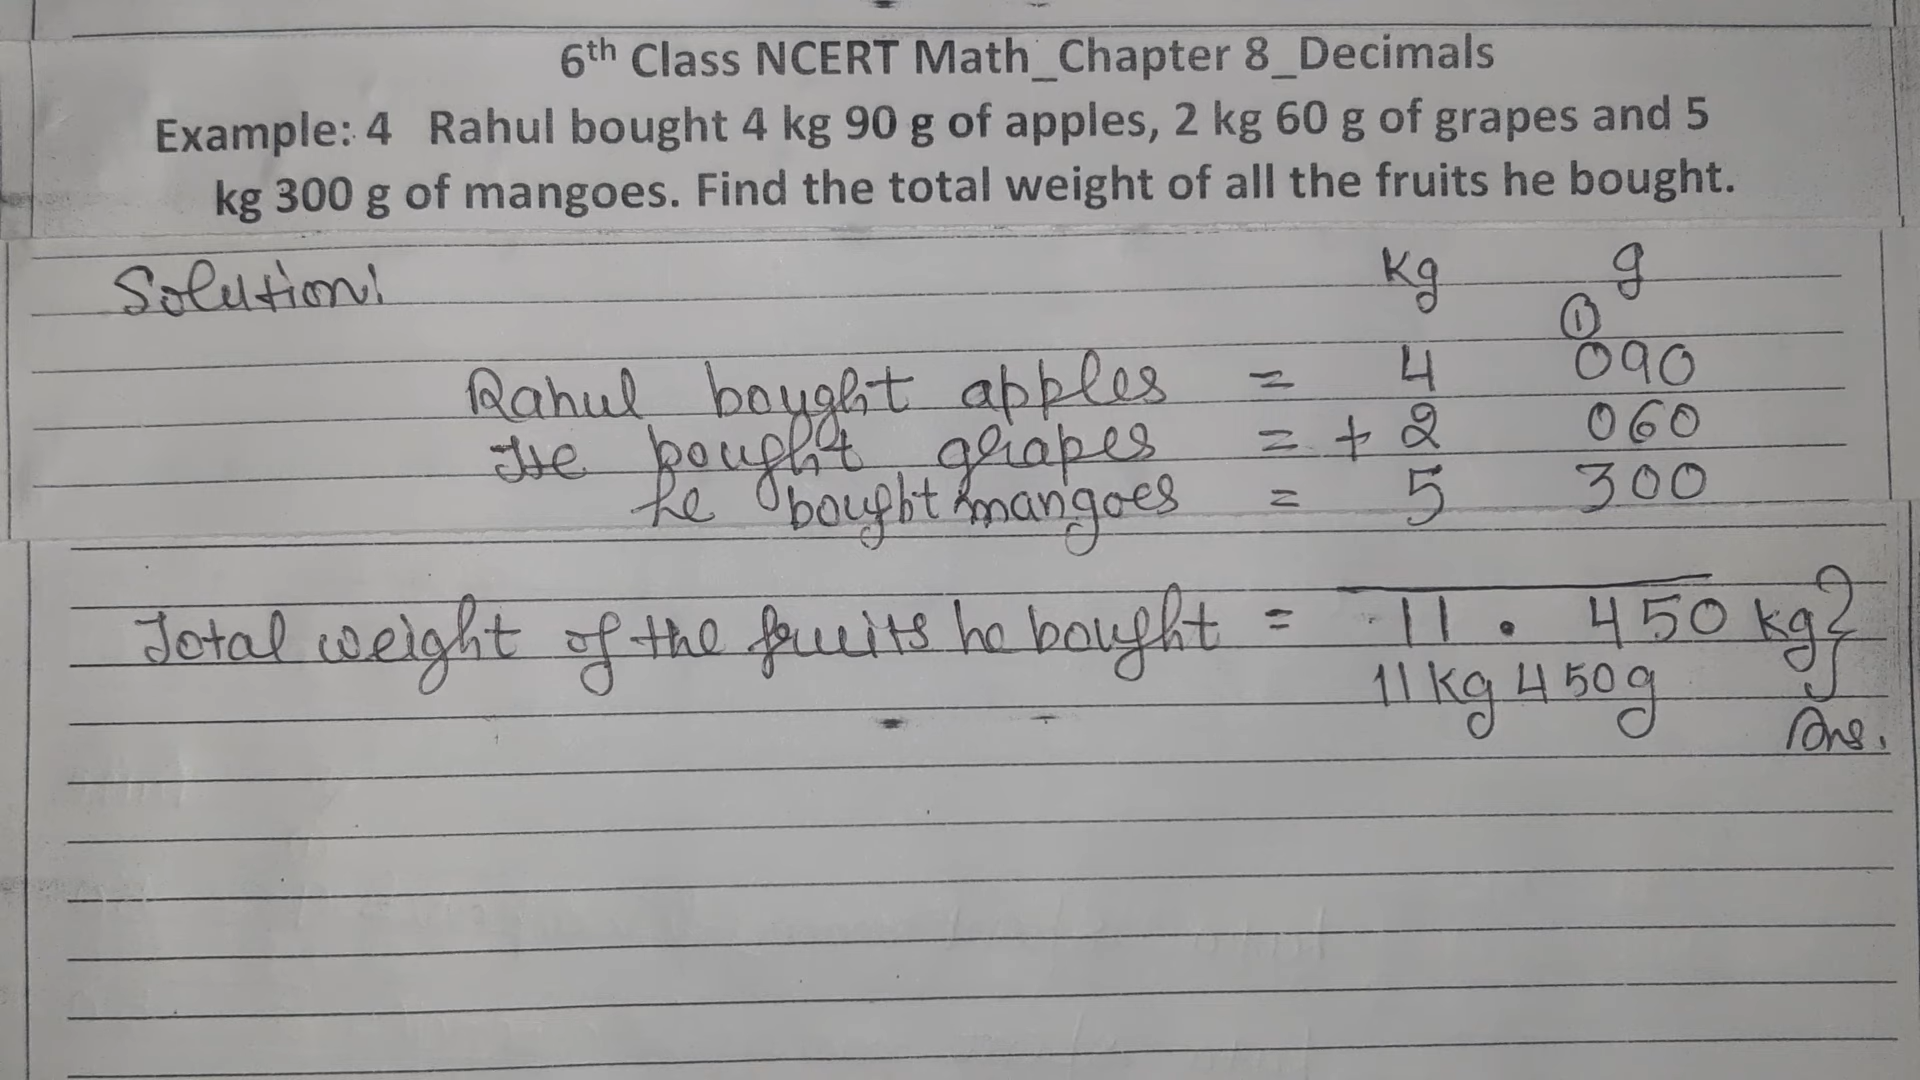 6th Class NCERT Math_Chapter 8_Decimals
Example: 4 Rahul bought 4 kg 90 g of apples, 2 kg 60 g of grapes and 5
kg 300 g of mangoes. Find the total weight of all the fruits he bought.
Solution: kg g
1
Rahul bought apples = 4 090
He bought grapes = + 2 060
he bought mangoes = 5 300
Total weight of the fruits he bought = 11 . 450 kg
11 kg 450 g
Ans.